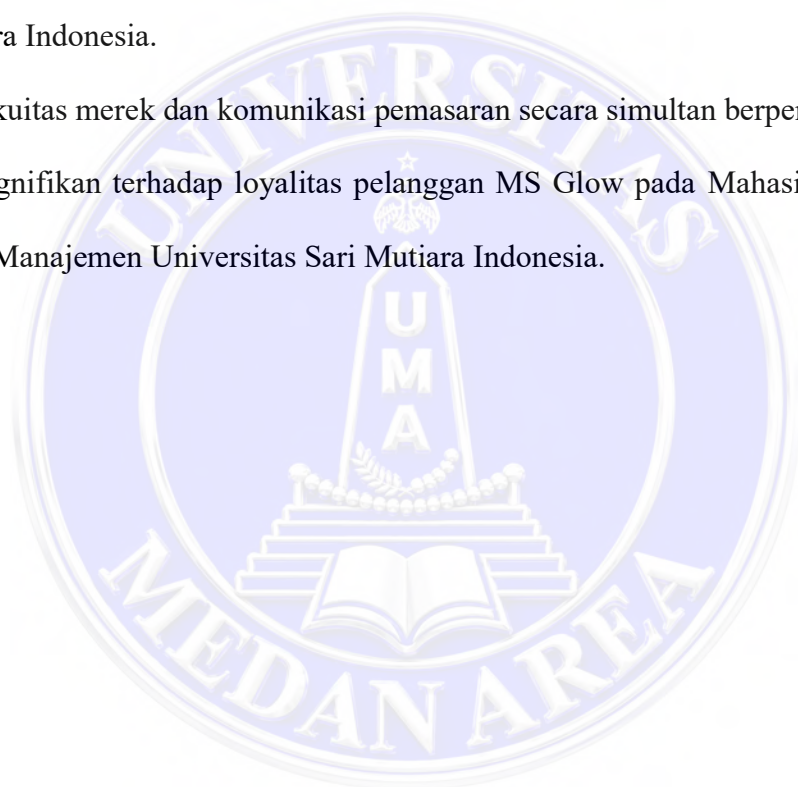 ra Indonesia.
kuitas merek dan komunikasi pemasaran secara simultan berper
gnifikan terhadap loyalitas pelanggan MS Glow pada Mahasi
Manajemen Universitas Sari Mutiara Indonesia.
UNIVERSITAS
UMA
MEDAN AREA